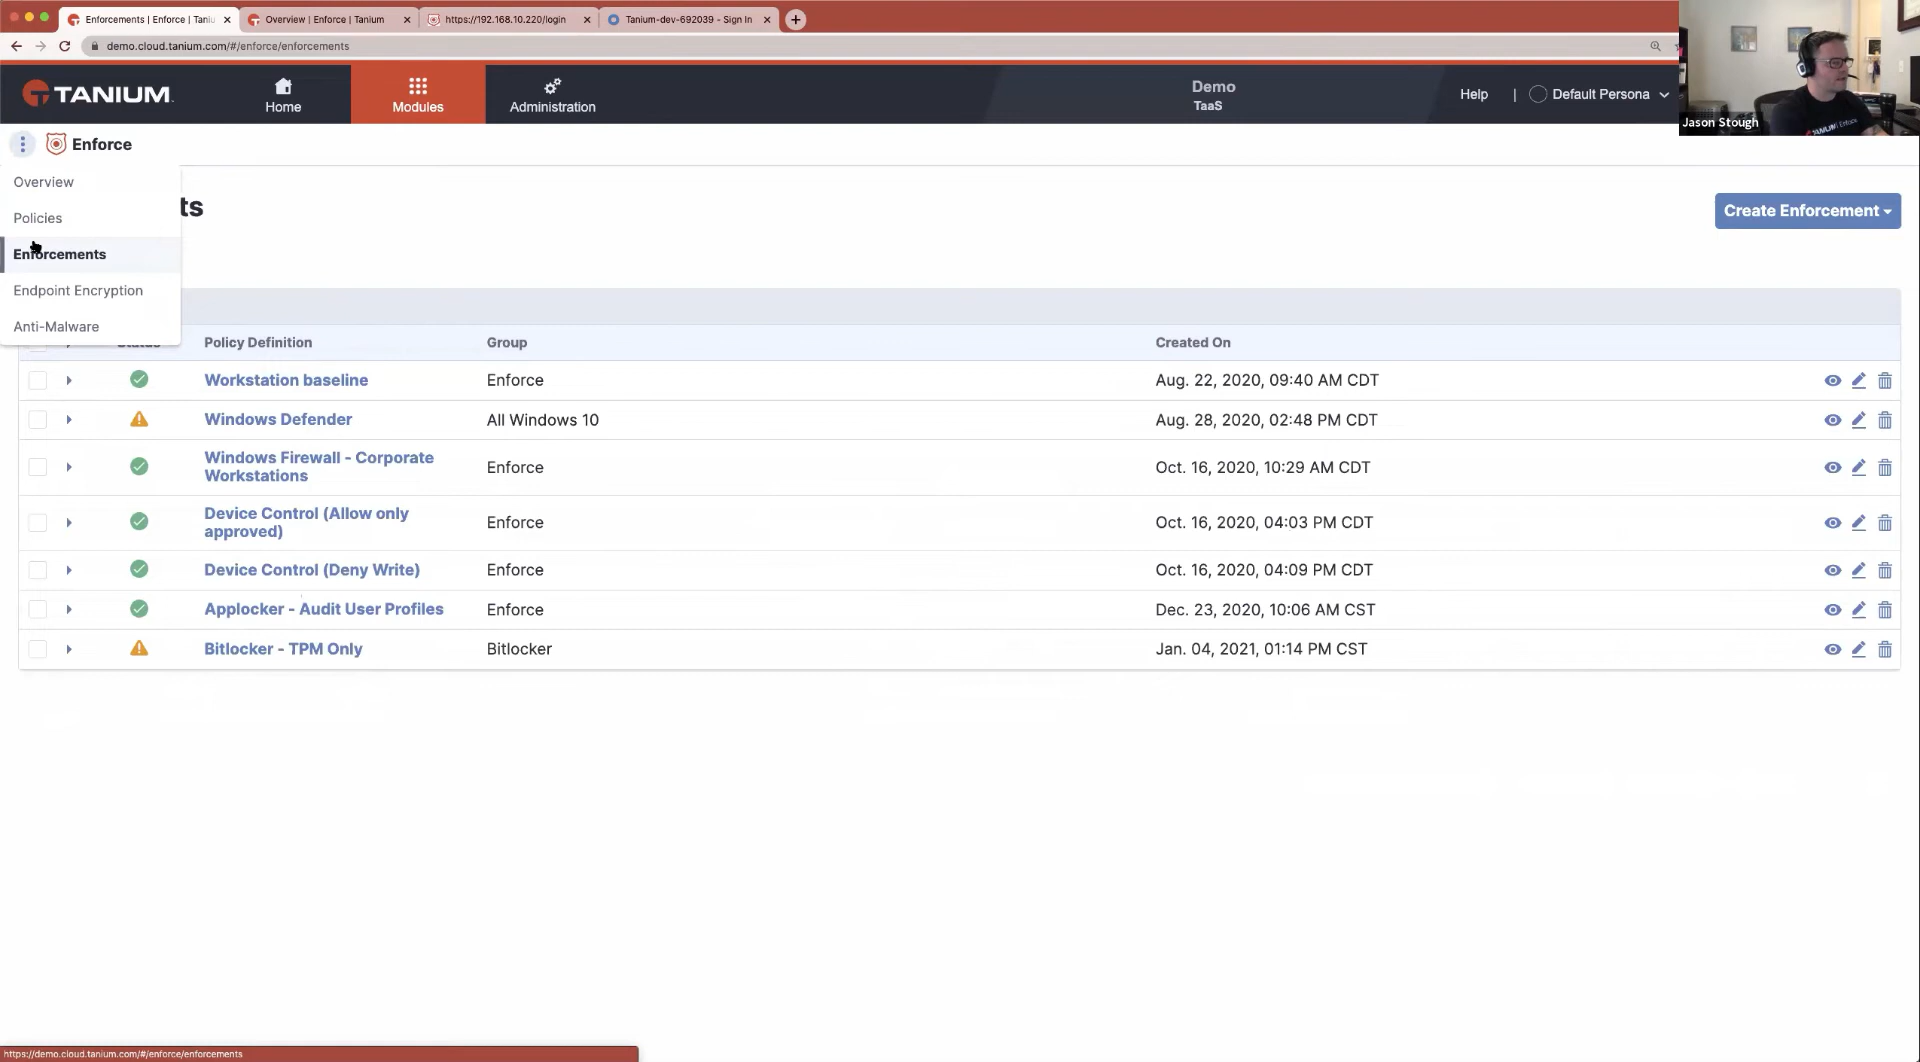 Enforcements | Enforce | Taniu
Overview | Enforce | Tanium
https://192.168.10.220/login
Tanium-dev-692039 - Sign In
demo.cloud.tanium.com/#/enforce/enforcements
TANIUM
Home
Modules
Administration
Demo
TaaS
Help
Default Persona
Jason Stough
Enforce
Overview
Policies
Enforcements
Endpoint Encryption
Anti-Malware
ts
Create Enforcement
Status Policy Definition Group Created On
Workstation baseline Enforce Aug. 22, 2020, 09:40 AM CDT
Windows Defender All Windows 10 Aug. 28, 2020, 02:48 PM CDT
Windows Firewall - Corporate
Workstations Enforce Oct. 16, 2020, 10:29 AM CDT
Device Control (Allow only
approved) Enforce Oct. 16, 2020, 04:03 PM CDT
Device Control (Deny Write) Enforce Oct. 16, 2020, 04:09 PM CDT
Applocker - Audit User Profiles Enforce Dec. 23, 2020, 10:06 AM CST
Bitlocker - TPM Only Bitlocker Jan. 04, 2021, 01:14 PM CST
https://demo.cloud.tanium.com/#/enforce/enforcements